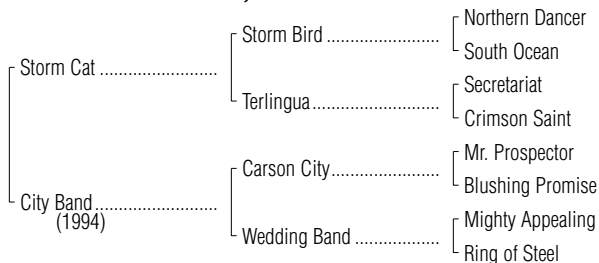 Northern Dancer
Storm Bird ........................
South Ocean
Storm Cat ........................
Secretariat
Terlingua ........................
Crimson Saint
Mr. Prospector
Carson City ......................
Blushing Promise
City Band .........................
(1994)
Mighty Appealing
Wedding Band ..................
Ring of Steel